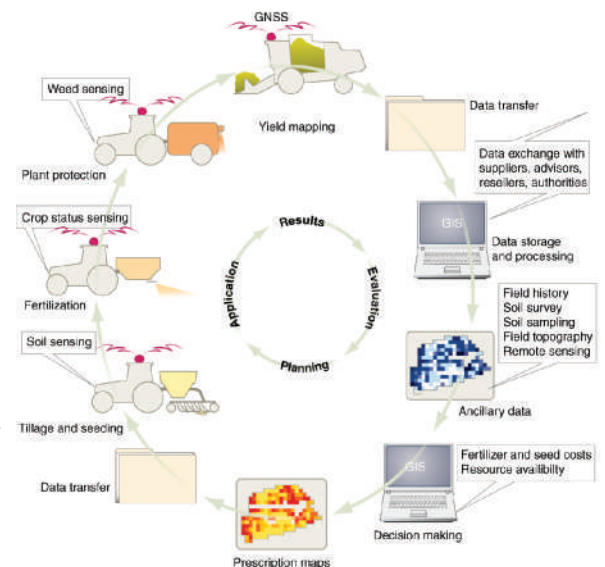 GNSS
Yield mapping
Data transfer
Data exchange with
suppliers, advisors,
resellers, authorities
GIS
Data storage
and processing
Field history
Soil survey
Soil sampling
Field topography
Remote sensing
Ancillary data
Fertilizer and seed costs
Resource availibilty
GIS
Decision making
Prescription maps
Data transfer
Tillage and seeding
Soil sensing
Fertilization
Crop status sensing
Plant protection
Weed sensing
Results
Evaluation
Planning
Application